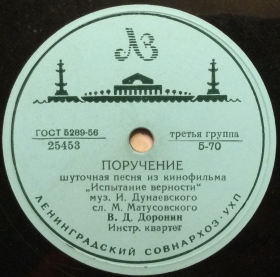 ЛЗ
ГОСТ 5289-56
третья группа
25453
5-70
ПОРУЧЕНИЕ
шуточная песня из кинофильма
„Испытание верности“
муз. И. Дунаевского
сл. М. Матусовского
В. Д. Доронин
Инстр. квартет
ЛЕНИНГРАДСКИЙ СОВНАРХОЗ·УХП